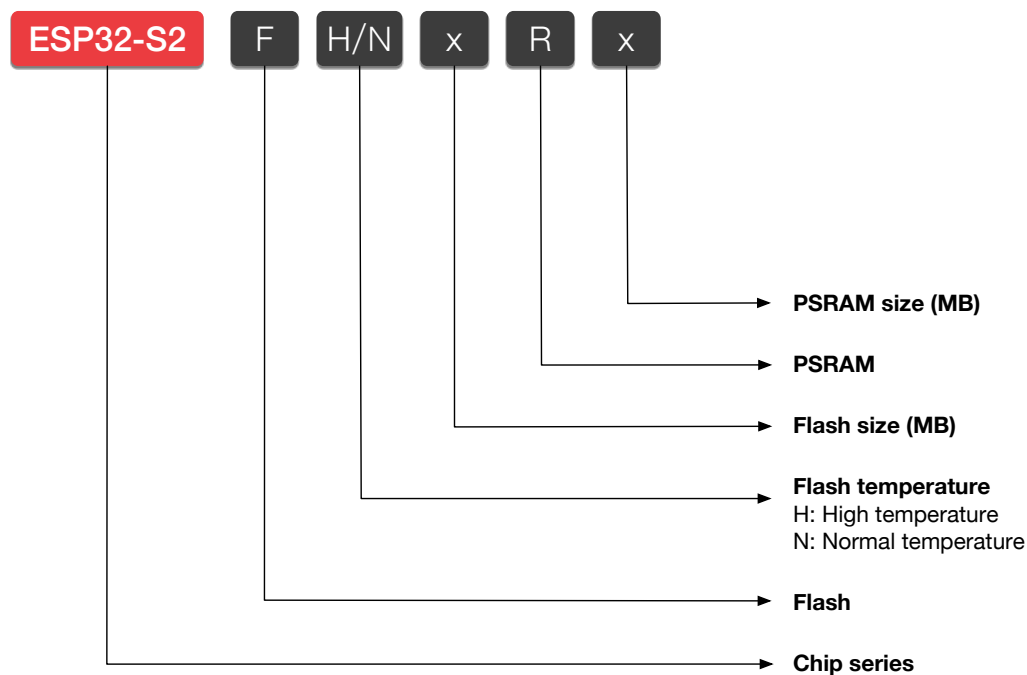 ESP32-S2 F H/N x R x
PSRAM size (MB)
PSRAM
Flash size (MB)
Flash temperature
H: High temperature
N: Normal temperature
Flash
Chip series